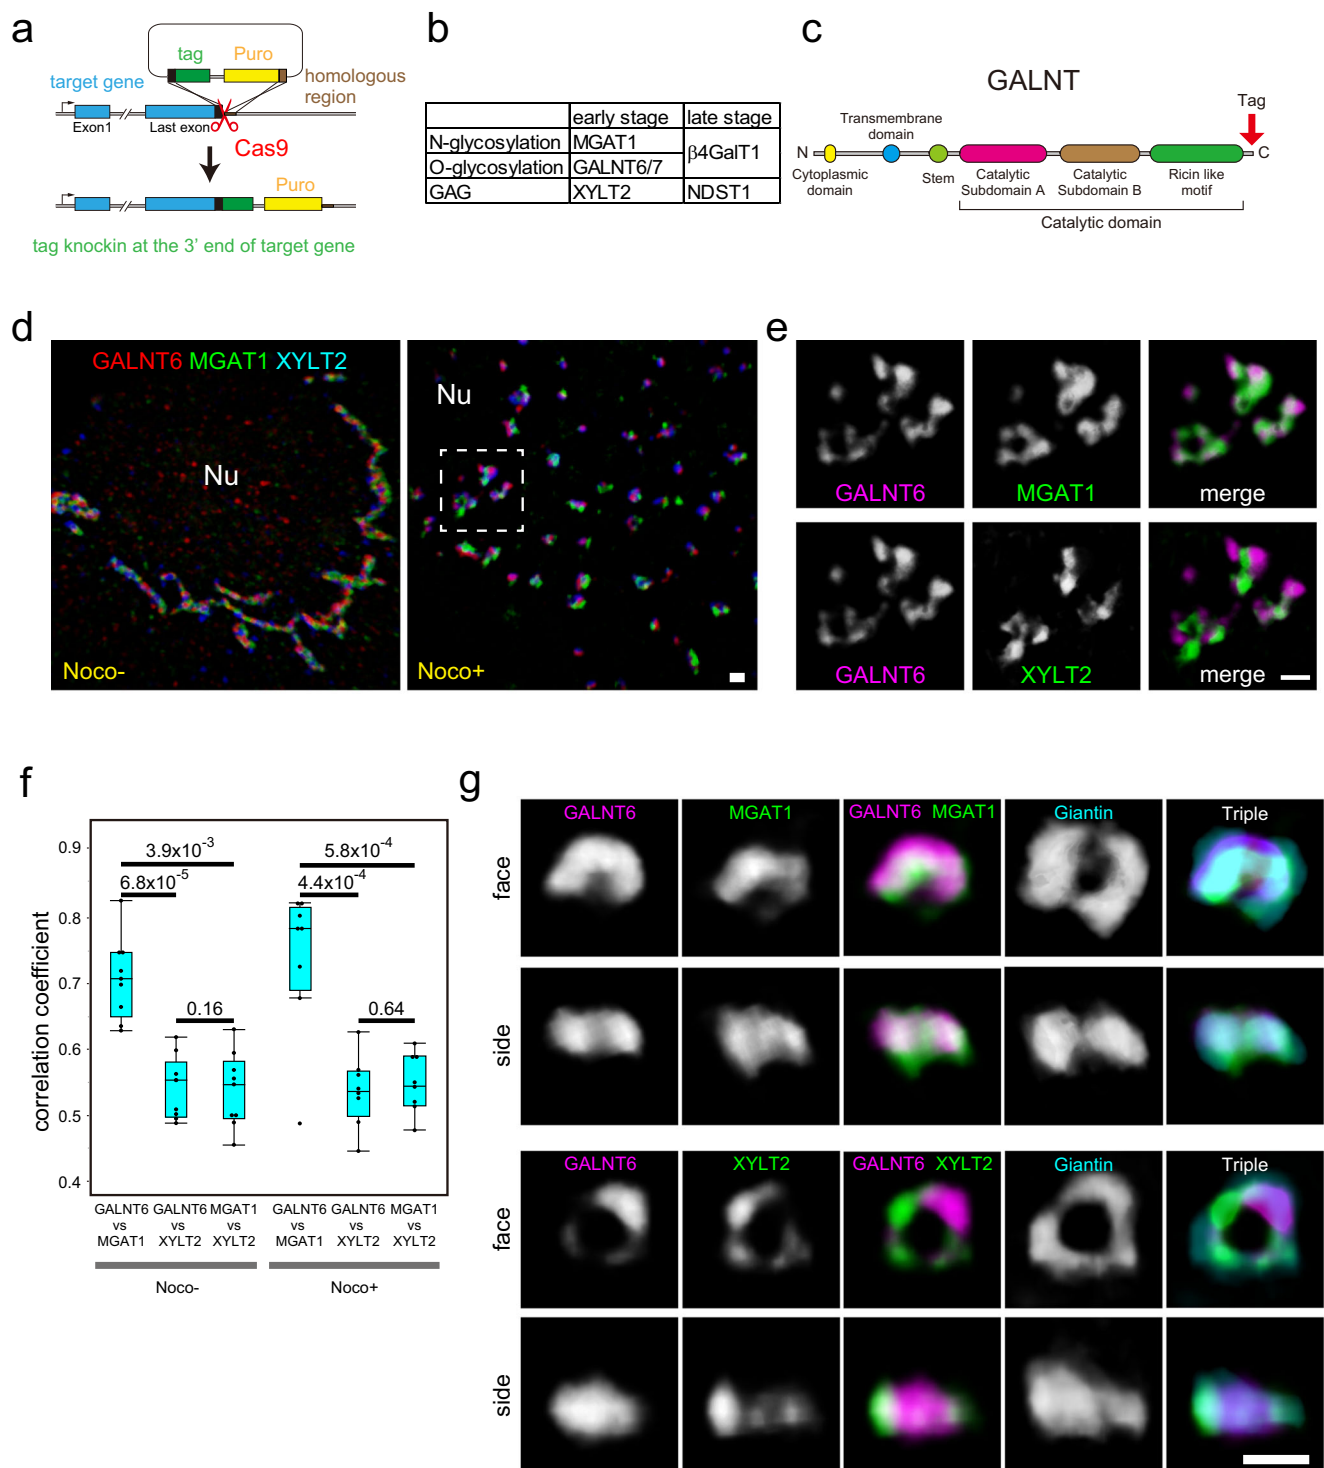 a
tag Puro
target gene
homologous
region
Exon1
Last exon
Cas9
Puro
tag knockin at the 3' end of target gene
b
early stage late stage
N-glycosylation MGAT1 β4GalT1
O-glycosylation GALNT6/7
GAG XYLT2 NDST1
c
GALNT
Tag
Transmembrane
domain
N
C
Cytoplasmic
domain
Stem
Catalytic
Subdomain A
Catalytic
Subdomain B
Ricin like
motif
Catalytic domain
d
GALNT6 MGAT1 XYLT2
Nu
Noco-
Nu
Noco+
e
GALNT6 MGAT1 merge
GALNT6 XYLT2 merge
f
correlation coefficient
0.9
0.8
0.7
0.6
0.5
0.4
3.9x10-3
6.8x10-5
0.16
5.8x10-4
4.4x10-4
0.64
GALNT6
vs
MGAT1
GALNT6
vs
XYLT2
MGAT1
vs
XYLT2
GALNT6
vs
MGAT1
GALNT6
vs
XYLT2
MGAT1
vs
XYLT2
Noco-
Noco+
g
GALNT6 MGAT1 GALNT6 MGAT1 Giantin Triple
face
side
GALNT6 XYLT2 GALNT6 XYLT2 Giantin Triple
face
side